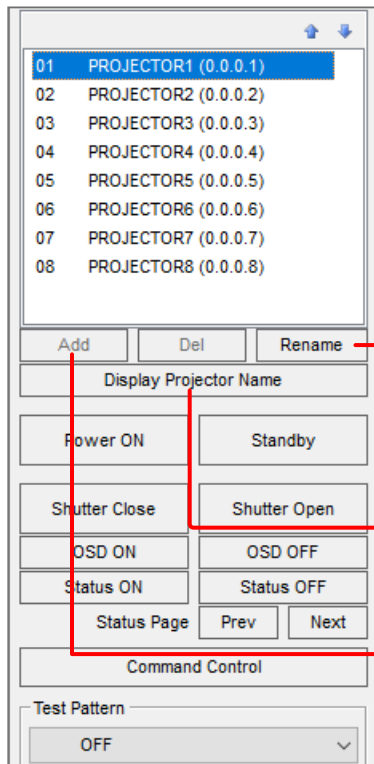 01 PROJECTOR1 (0.0.0.1)
02 PROJECTOR2 (0.0.0.2)
03 PROJECTOR3 (0.0.0.3)
04 PROJECTOR4 (0.0.0.4)
05 PROJECTOR5 (0.0.0.5)
06 PROJECTOR6 (0.0.0.6)
07 PROJECTOR7 (0.0.0.7)
08 PROJECTOR8 (0.0.0.8)
Add Del Rename
Display Projector Name
Power ON Standby
Shutter Close Shutter Open
OSD ON OSD OFF
Status ON Status OFF
Status Page Prev Next
Command Control
Test Pattern
OFF